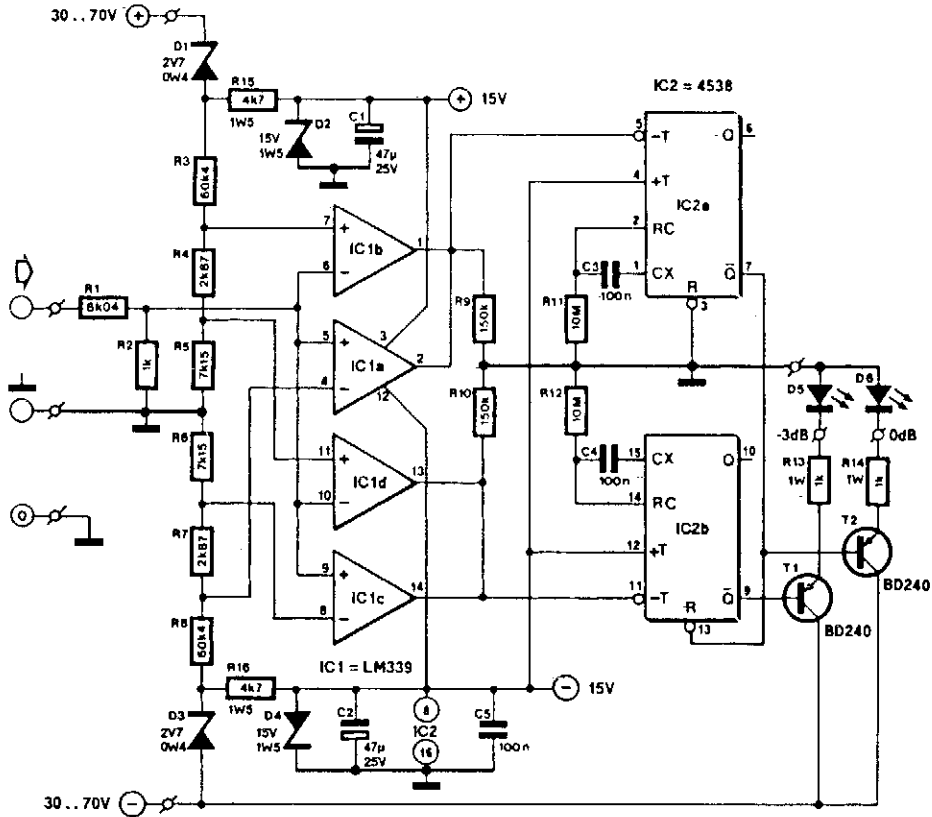 30..70V +
D1
2V7
0W4
R15
4k7
1W5
D2
15V
1W5
C1
47µ
25V
+ 15V
IC2 = 4538
R3
60k4
R4
2k87
R1
6k04
R2
1k
R5
7k15
R6
7k15
R7
2k87
R8
60k4
7 +
6 -
IC1b
1
5 +
4 -
IC1a
3
2
12
11 +
10 -
IC1d
13
9 +
8 -
IC1c
14
IC1 = LM339
R9
150k
R10
150k
R11
10M
R12
10M
C3
100n
C4
100n
5 -T
4 +T
2 RC
1 CX
IC2a
Q 6
Q 7
R
3
15 CX
14 RC
12 +T
11 -T
IC2b
Q 10
Q 9
R
13
D5
D6
-3dB
0dB
R13
1W
1k
R14
1W
1k
T1
BD240
T2
BD240
R16
4k7
1W5
D3
2V7
0W4
D4
15V
1W5
C2
47µ
25V
8
IC2
16
C5
100n
- 15V
30..70V -